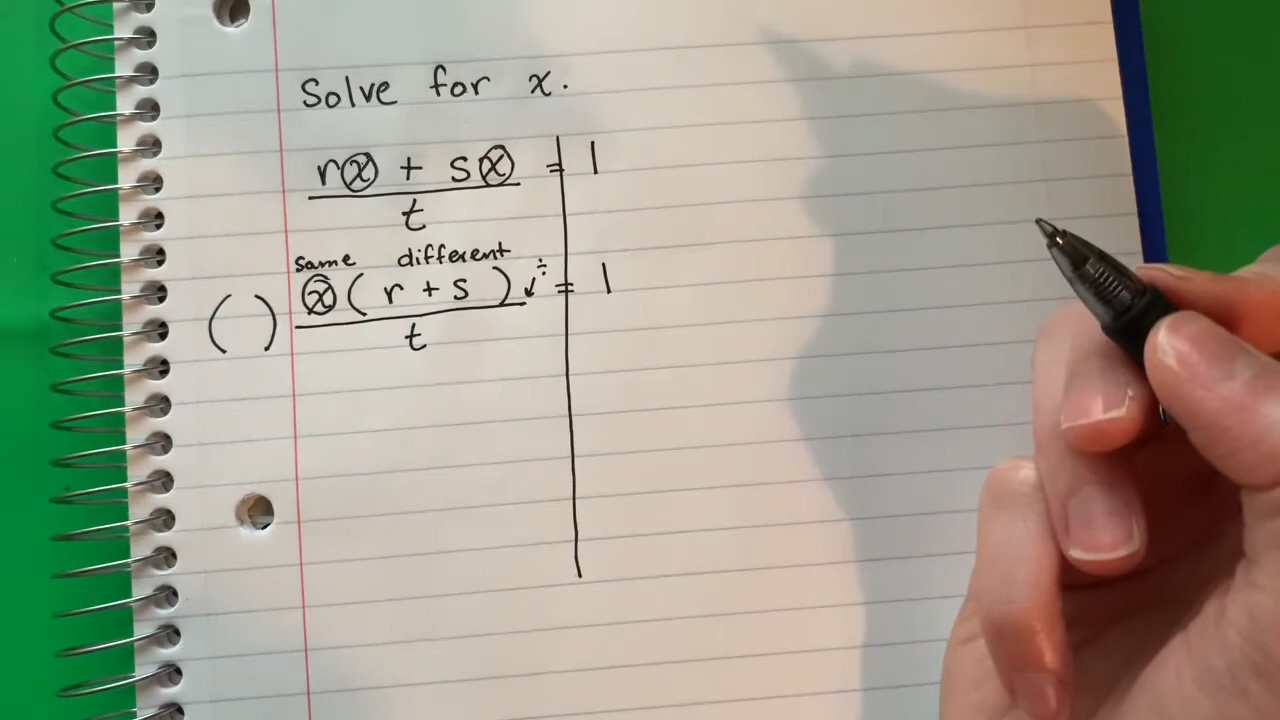 Solve for x.
rx + sx = 1
t
same different
( ) x ( r + s ) ÷ = 1
t